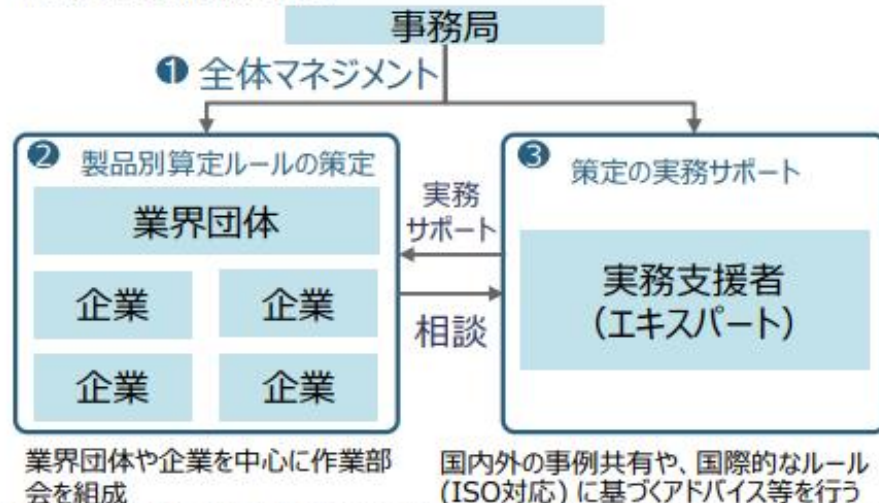 事務局
❶ 全体マネジメント
❷ 製品別算定ルールの策定
業界団体
企業 企業
企業 企業
実務
サポート
相談
❸ 策定の実務サポート
実務支援者
（エキスパート）
業界団体や企業を中心に作業部
会を組成
国内外の事例共有や、国際的なルール
(ISO対応) に基づくアドバイス等を行う